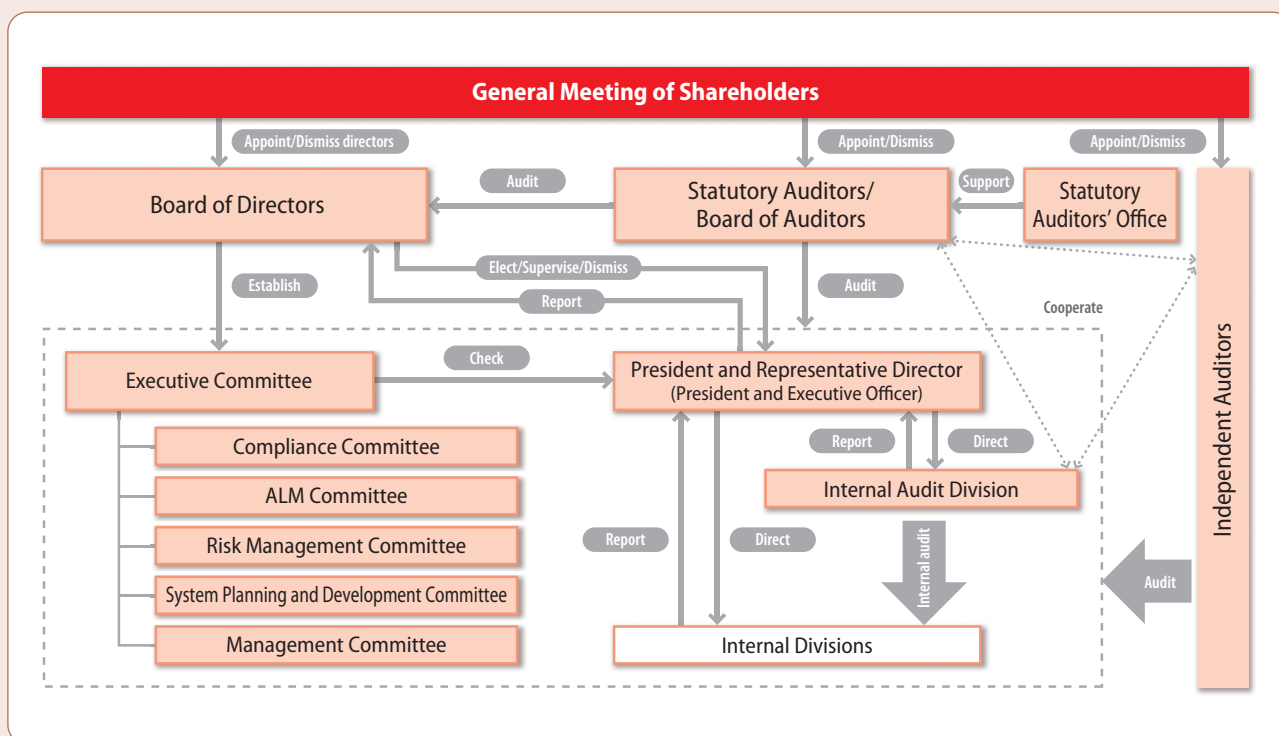 General Meeting of Shareholders
Appoint/Dismiss directors
Appoint/Dismiss
Appoint/Dismiss
Board of Directors
Audit
Statutory Auditors/
Board of Auditors
Support
Statutory
Auditors' Office
Elect/Supervise/Dismiss
Establish
Report
Audit
Cooperate
Executive Committee
Check
President and Representative Director
(President and Executive Officer)
Compliance Committee
Report
Direct
ALM Committee
Internal Audit Division
Risk Management Committee
Report
Direct
Internal audit
Audit
System Planning and Development Committee
Management Committee
Internal Divisions
Independent Auditors